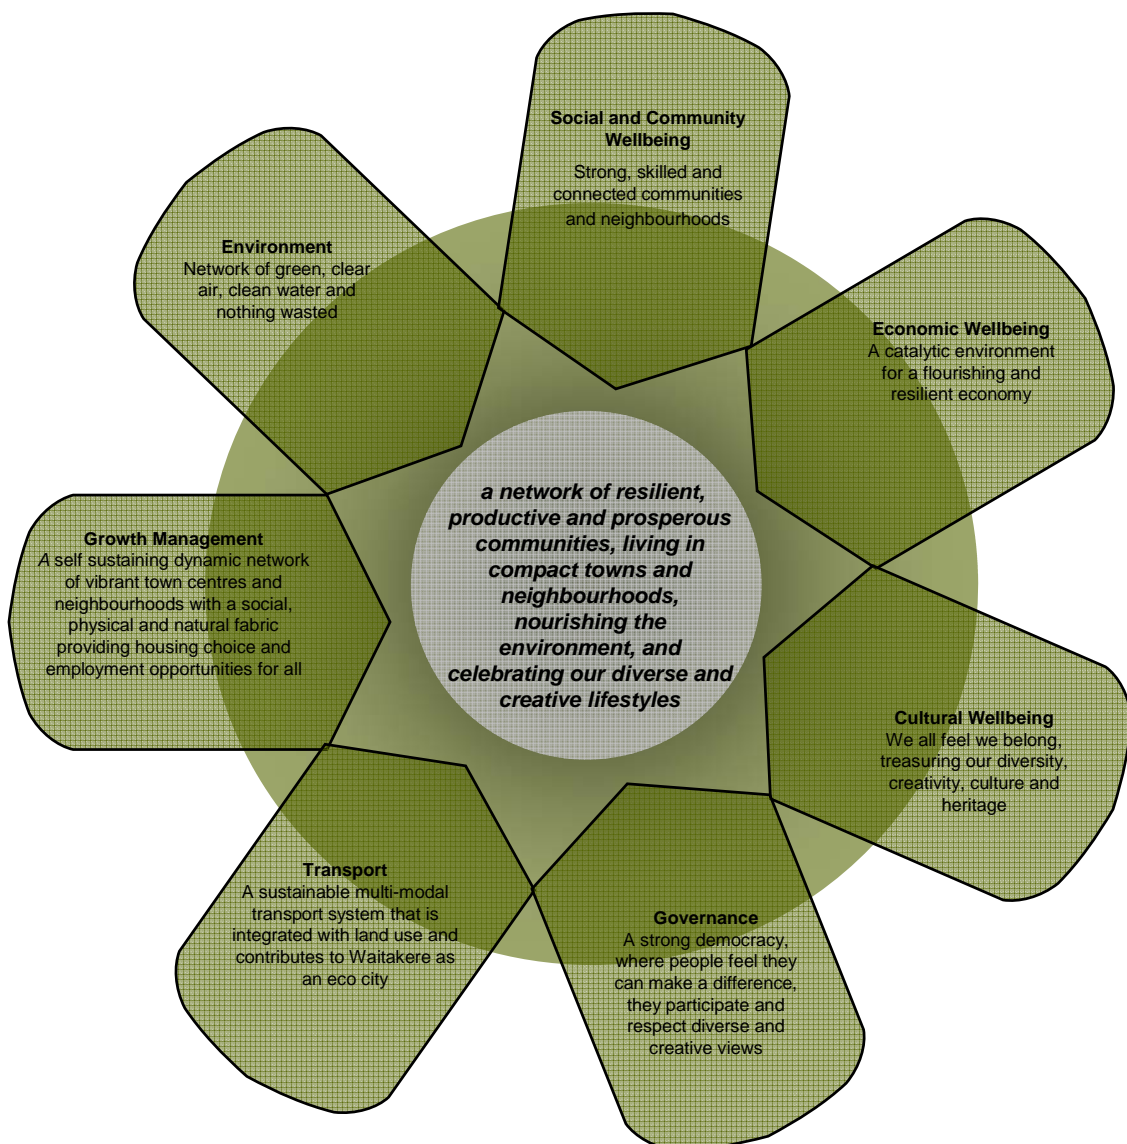 Social and Community
Wellbeing
Strong, skilled and
connected communities
and neighbourhoods
Environment
Network of green, clear
air, clean water and
nothing wasted
Economic Wellbeing
A catalytic environment
for a flourishing and
resilient economy
a network of resilient,
productive and prosperous
communities, living in
compact towns and
neighbourhoods,
nourishing the
environment, and
celebrating our diverse and
creative lifestyles
Growth Management
A self sustaining dynamic network
of vibrant town centres and
neighbourhoods with a social,
physical and natural fabric
providing housing choice and
employment opportunities for all
Cultural Wellbeing
We all feel we belong,
treasuring our diversity,
creativity, culture and
heritage
Transport
A sustainable multi-modal
transport system that is
integrated with land use and
contributes to Waitakere as
an eco city
Governance
A strong democracy,
where people feel they
can make a difference,
they participate and
respect diverse and
creative views